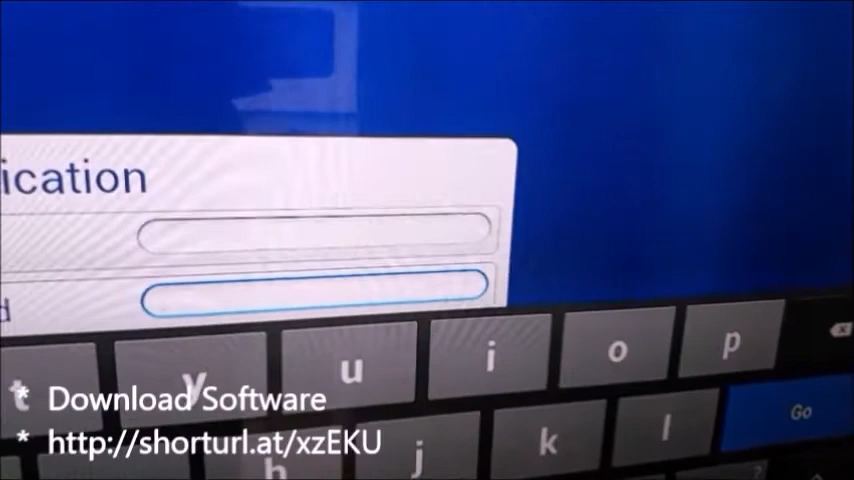 ication
d
t y u i o p
h j k l Go
?
* Download Software
* http://shorturl.at/xzEKU